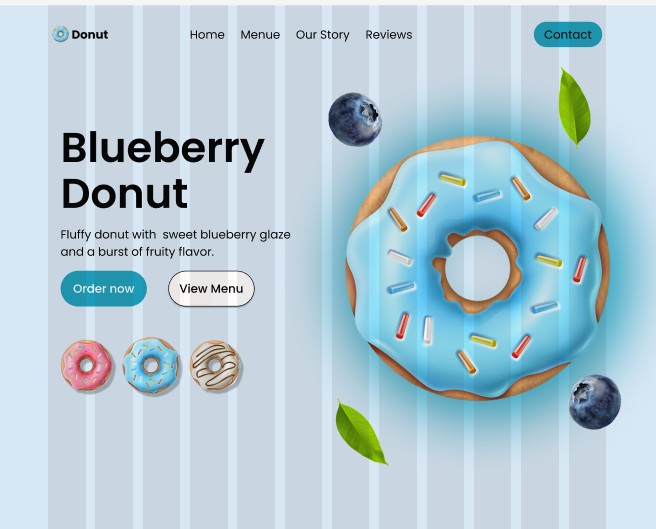 Donut
Home Menue Our Story Reviews
Contact
Blueberry
Donut
Fluffy donut with  sweet blueberry glaze
and a burst of fruity flavor.
Order now
View Menu